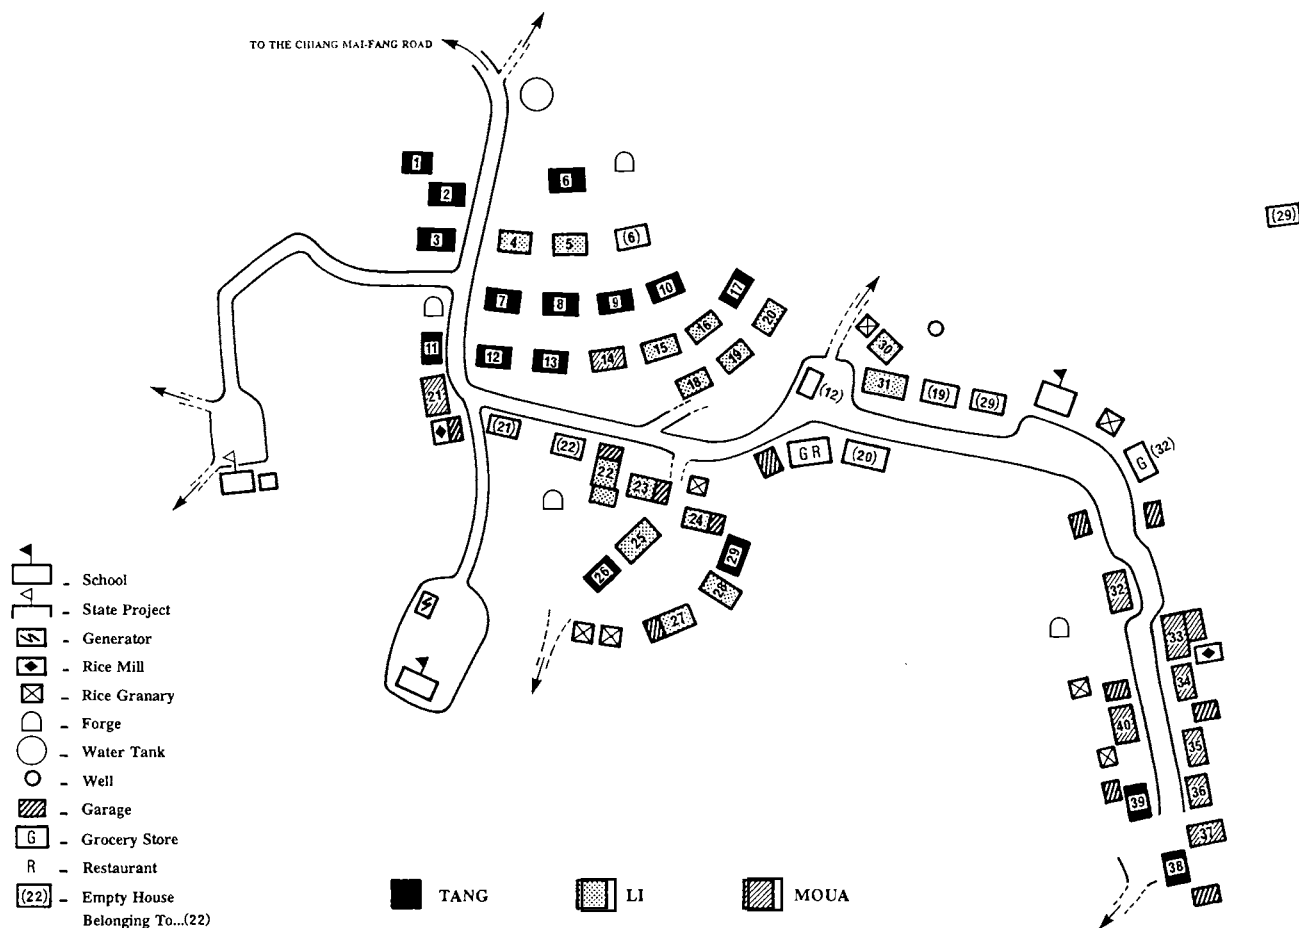 TO THE CHIANG MAI-FANG ROAD
1
2
6
3
4
5
(6)
(29)
7
8
9
10
17
20
11
12
13
14
15
16
19
18
21
30
31
(19)
(29)
(12)
(21)
(22)
22
23
G R
(20)
G
(32)
24
25
29
26
28
27
32
33
34
40
35
36
39
37
38
School
State Project
Generator
Rice Mill
Rice Granary
Forge
Water Tank
Well
Garage
G - Grocery Store
R - Restaurant
(22) - Empty House
Belonging To...(22)
TANG
LI
MOUA